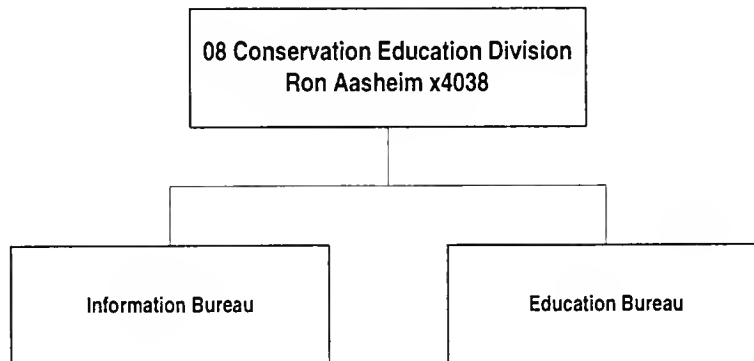 08 Conservation Education Division
Ron Aasheim x4038
Information Bureau
Education Bureau